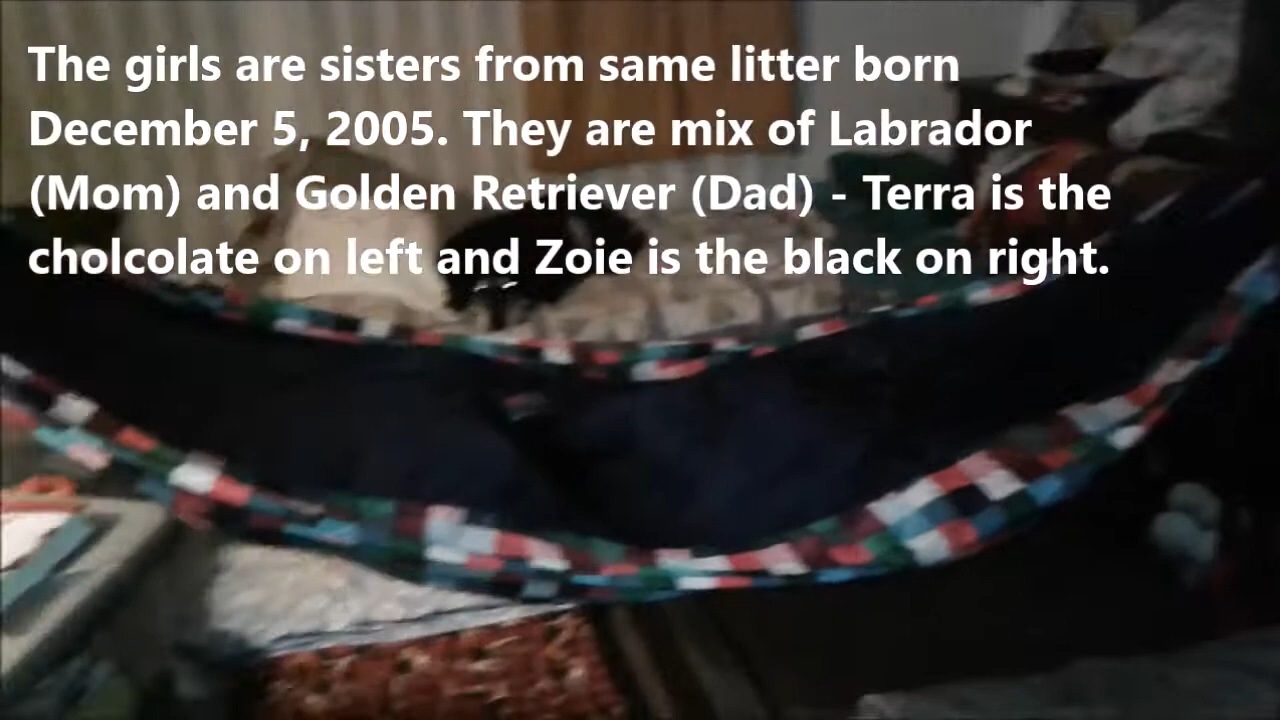 The girls are sisters from same litter born
December 5, 2005. They are mix of Labrador
(Mom) and Golden Retriever (Dad) - Terra is the
cholcolate on left and Zoie is the black on right.